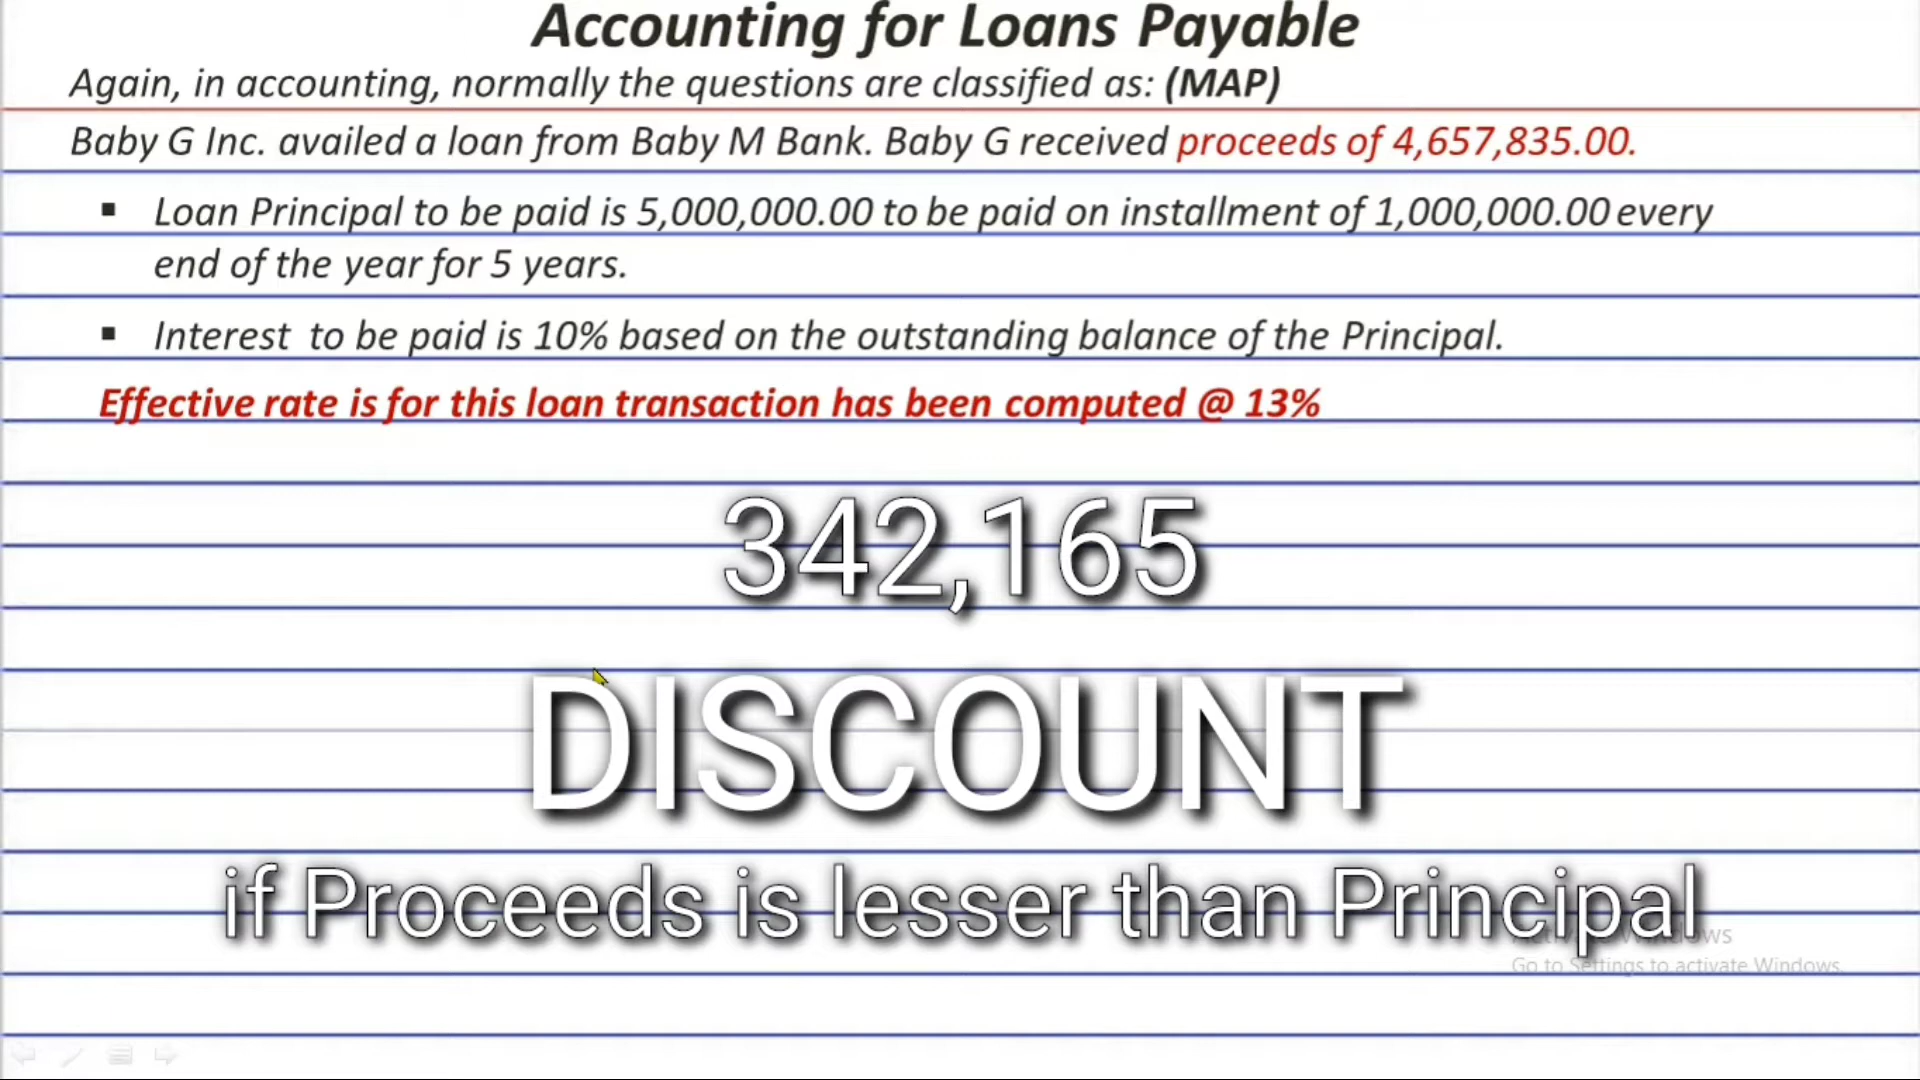 Accounting for Loans Payable
Again, in accounting, normally the questions are classified as: (MAP)
Baby G Inc. availed a loan from Baby M Bank. Baby G received proceeds of 4,657,835.00.
▪ Loan Principal to be paid is 5,000,000.00 to be paid on installment of 1,000,000.00 every
end of the year for 5 years.
▪ Interest to be paid is 10% based on the outstanding balance of the Principal.
Effective rate is for this loan transaction has been computed @ 13%
342,165
DISCOUNT
if Proceeds is lesser than Principal
Activate Windows
Go to Settings to activate Windows.